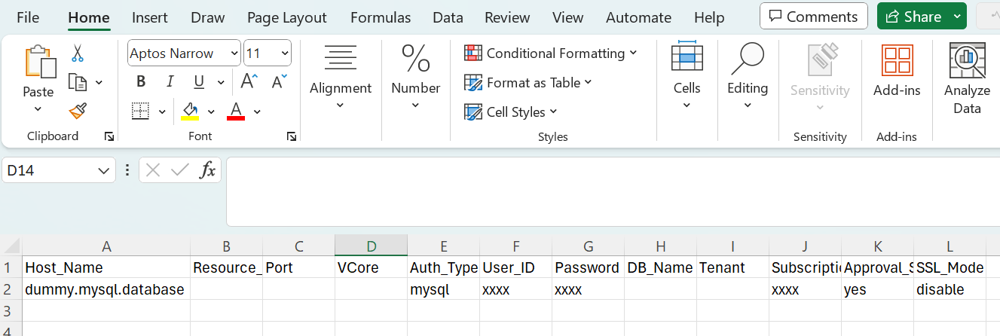 File Home Insert Draw Page Layout Formulas Data Review View Automate Help Comments Share
Aptos Narrow 11
B I U A A
Paste
A
Clipboard
Font
Alignment
%
Number
Conditional Formatting
Format as Table
Cell Styles
Styles
Cells
Editing
Sensitivity
Sensitivity
Add-ins
Add-ins
Analyze
Data
D14 fx
A B C D E F G H I J K L
1 Host_Name Resource_ Port VCore Auth_Type User_ID Password DB_Name Tenant Subscripti Approval_S SSL_Mode
2 dummy.mysql.database mysql xxxx xxxx xxxx yes disable
3
4